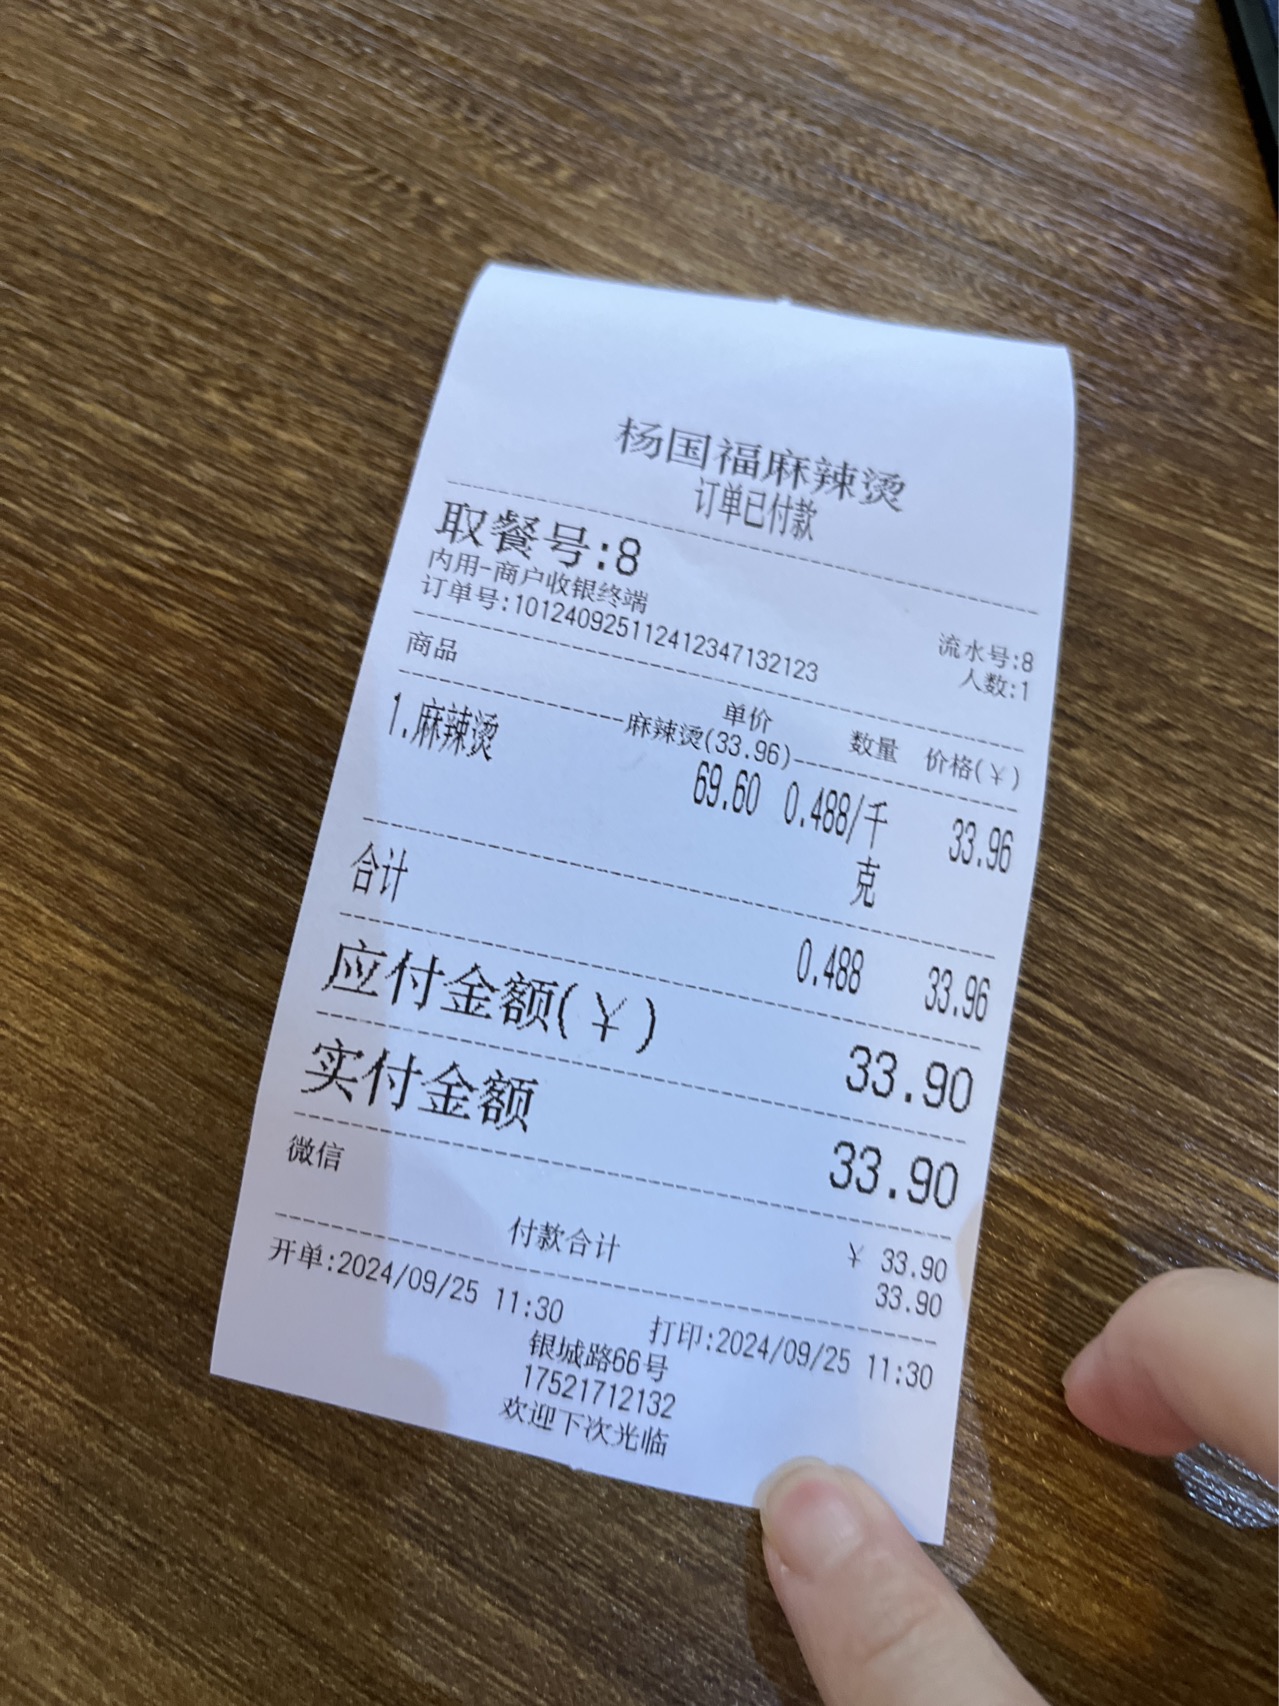 杨国福麻辣烫
订单已付款
取餐号:8
内用-商户收银终端 流水号:8
订单号:101240925112412347132123 人数:1
商品 单价 数量 价格(¥)
麻辣烫(33.96)
1.麻辣烫 69.60 0.488/千克 33.96
合计 0.488 33.96
应付金额(¥) 33.90
实付金额 33.90
微信 ¥ 33.90
付款合计 33.90
开单:2024/09/25 11:30 打印:2024/09/25 11:30
银城路66号
17521712132
欢迎下次光临